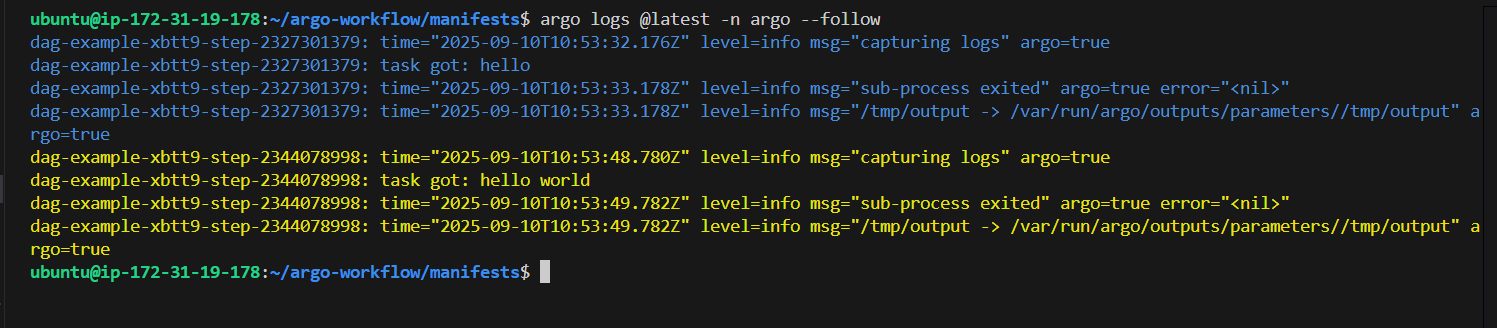 ubuntu@ip-172-31-19-178:~/argo-workflow/manifests$ argo logs @latest -n argo --follow
dag-example-xbtt9-step-2327301379: time="2025-09-10T10:53:32.176Z" level=info msg="capturing logs" argo=true
dag-example-xbtt9-step-2327301379: task got: hello
dag-example-xbtt9-step-2327301379: time="2025-09-10T10:53:33.178Z" level=info msg="sub-process exited" argo=true error="<nil>"
dag-example-xbtt9-step-2327301379: time="2025-09-10T10:53:33.178Z" level=info msg="/tmp/output -> /var/run/argo/outputs/parameters//tmp/output" a
rgo=true
dag-example-xbtt9-step-2344078998: time="2025-09-10T10:53:48.780Z" level=info msg="capturing logs" argo=true
dag-example-xbtt9-step-2344078998: task got: hello world
dag-example-xbtt9-step-2344078998: time="2025-09-10T10:53:49.782Z" level=info msg="sub-process exited" argo=true error="<nil>"
dag-example-xbtt9-step-2344078998: time="2025-09-10T10:53:49.782Z" level=info msg="/tmp/output -> /var/run/argo/outputs/parameters//tmp/output" a
rgo=true
ubuntu@ip-172-31-19-178:~/argo-workflow/manifests$